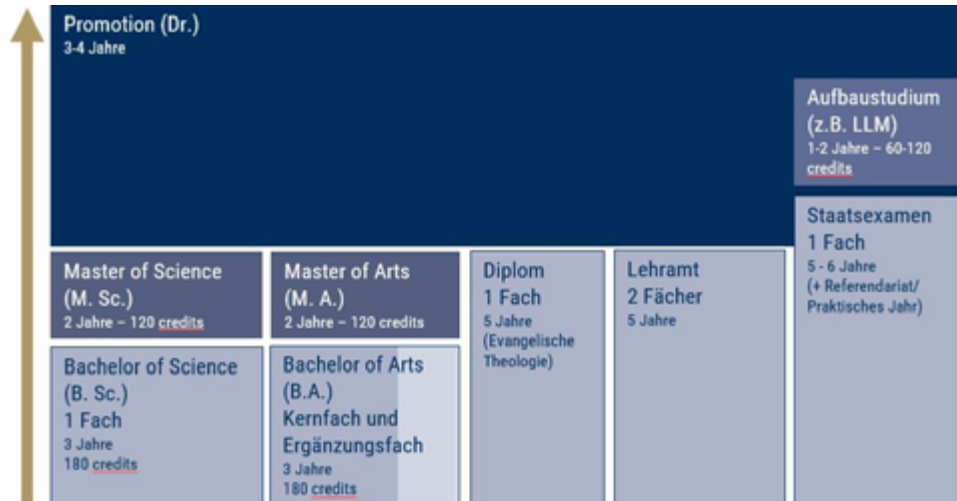 Promotion (Dr.)
3-4 Jahre
Aufbaustudium
(z.B. LLM)
1-2 Jahre – 60-120
credits
Staatsexamen
1 Fach
5 - 6 Jahre
(+ Referendariat/
Praktisches Jahr)
Master of Science
(M. Sc.)
2 Jahre – 120 credits
Master of Arts
(M. A.)
2 Jahre – 120 credits
Diplom
1 Fach
5 Jahre
(Evangelische
Theologie)
Lehramt
2 Fächer
5 Jahre
Bachelor of Science
(B. Sc.)
1 Fach
3 Jahre
180 credits
Bachelor of Arts
(B.A.)
Kernfach und
Ergänzungsfach
3 Jahre
180 credits